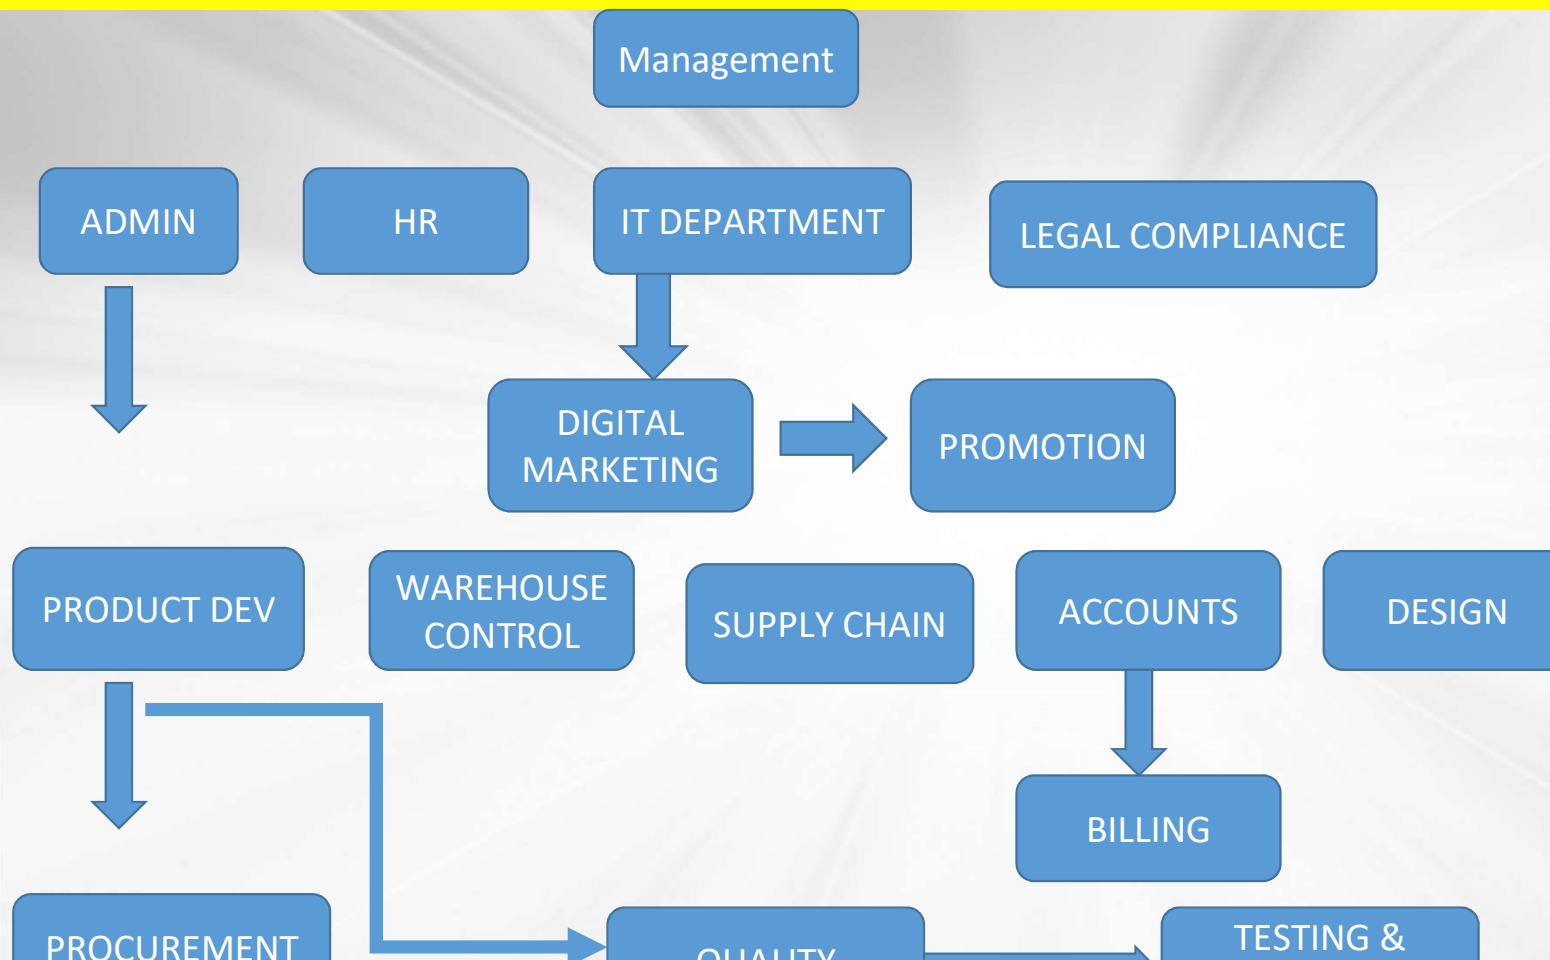 Management
ADMIN
HR
IT DEPARTMENT
LEGAL COMPLIANCE
DIGITAL
MARKETING
PROMOTION
PRODUCT DEV
WAREHOUSE
CONTROL
SUPPLY CHAIN
ACCOUNTS
DESIGN
BILLING
PROCUREMENT
QUALITY
TESTING &